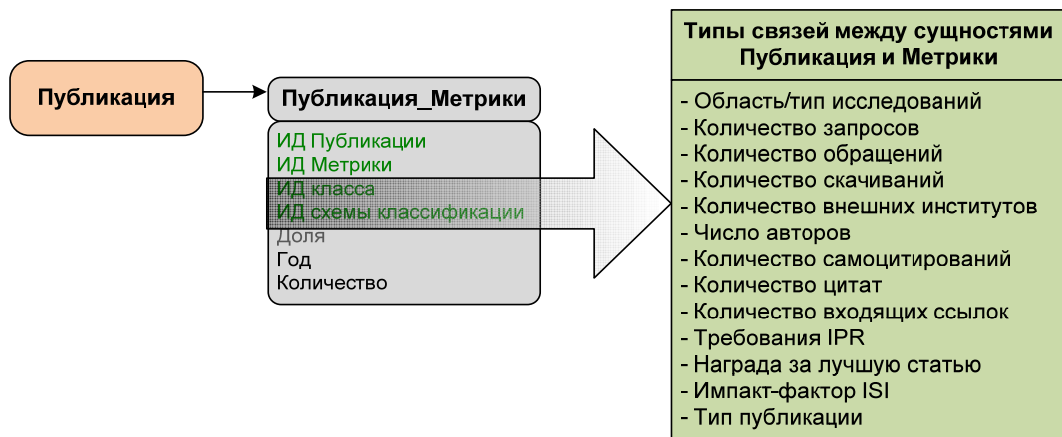 Публикация
Публикация_Метрики
ИД Публикации
ИД Метрики
ИД класса
ИД схемы классификации
Доля
Год
Количество
Типы связей между сущностями
Публикация и Метрики
- Область/тип исследований
- Количество запросов
- Количество обращений
- Количество скачиваний
- Количество внешних институтов
- Число авторов
- Количество самоцитирований
- Количество цитат
- Количество входящих ссылок
- Требования IPR
- Награда за лучшую статью
- Импакт-фактор ISI
- Тип публикации